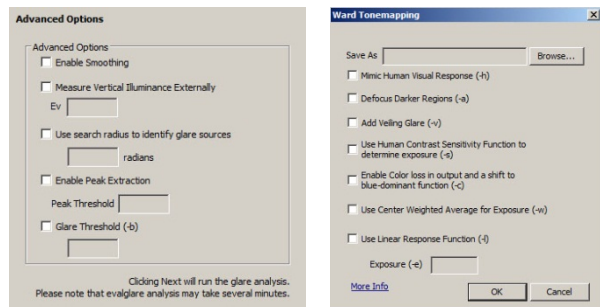 Advanced Options
Advanced Options
Enable Smoothing
Measure Vertical Illuminance Externally
Ev
Use search radius to identify glare sources
radians
Enable Peak Extraction
Peak Threshold
Glare Threshold (-b)
Clicking Next will run the glare analysis.
Please note that evalglare analysis may take several minutes.
Ward Tonemapping
Save As
Browse...
Mimic Human Visual Response (-h)
Defocus Darker Regions (-a)
Add Veiling Glare (-v)
Use Human Contrast Sensitivity Function to
determine exposure (-s)
Enable Color loss in output and a shift to
blue-dominant function (-c)
Use Center Weighted Average for Exposure (-w)
Use Linear Response Function (-l)
Exposure (-e)
More Info
OK
Cancel